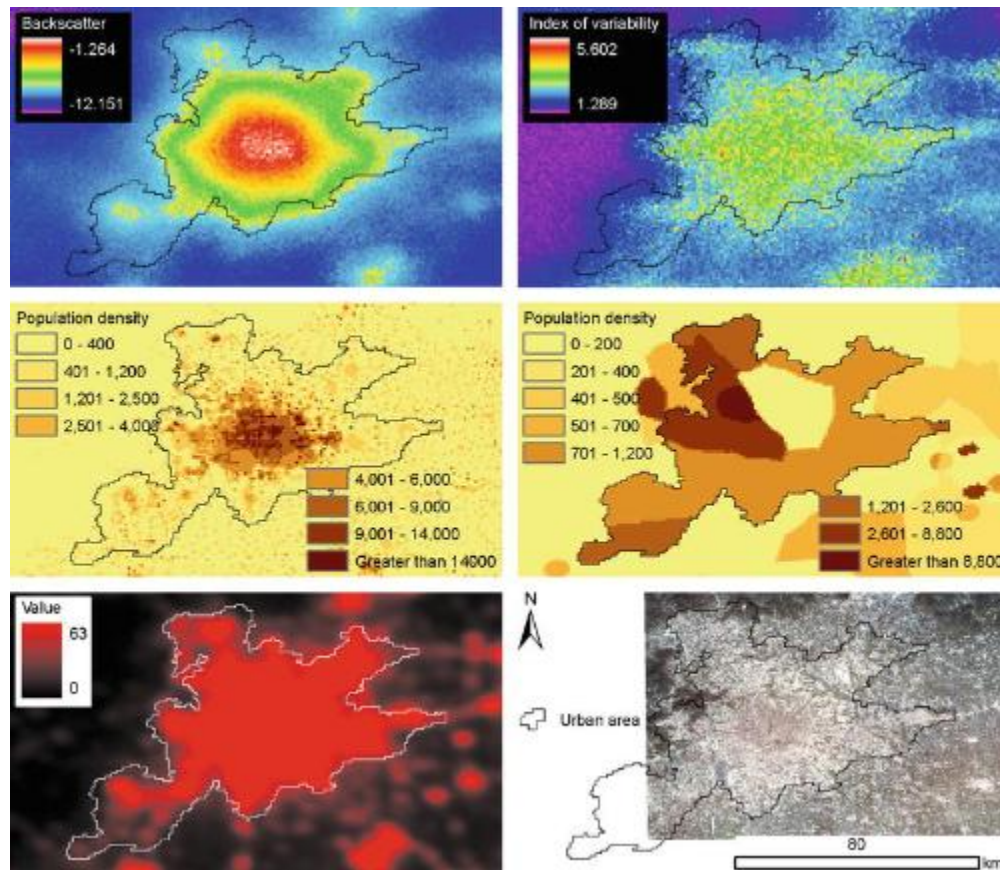 Backscatter
-1.264
-12.151
Index of variability
5.602
1.289
Population density
0 - 400
401 - 1,200
1,201 - 2,500
2,501 - 4,000
4,001 - 6,000
6,001 - 9,000
9,001 - 14,000
Greater than 14000
Population density
0 - 200
201 - 400
401 - 500
501 - 700
701 - 1,200
1,201 - 2,600
2,601 - 8,800
Greater than 8,800
Value
63
0
N
Urban area
80
km